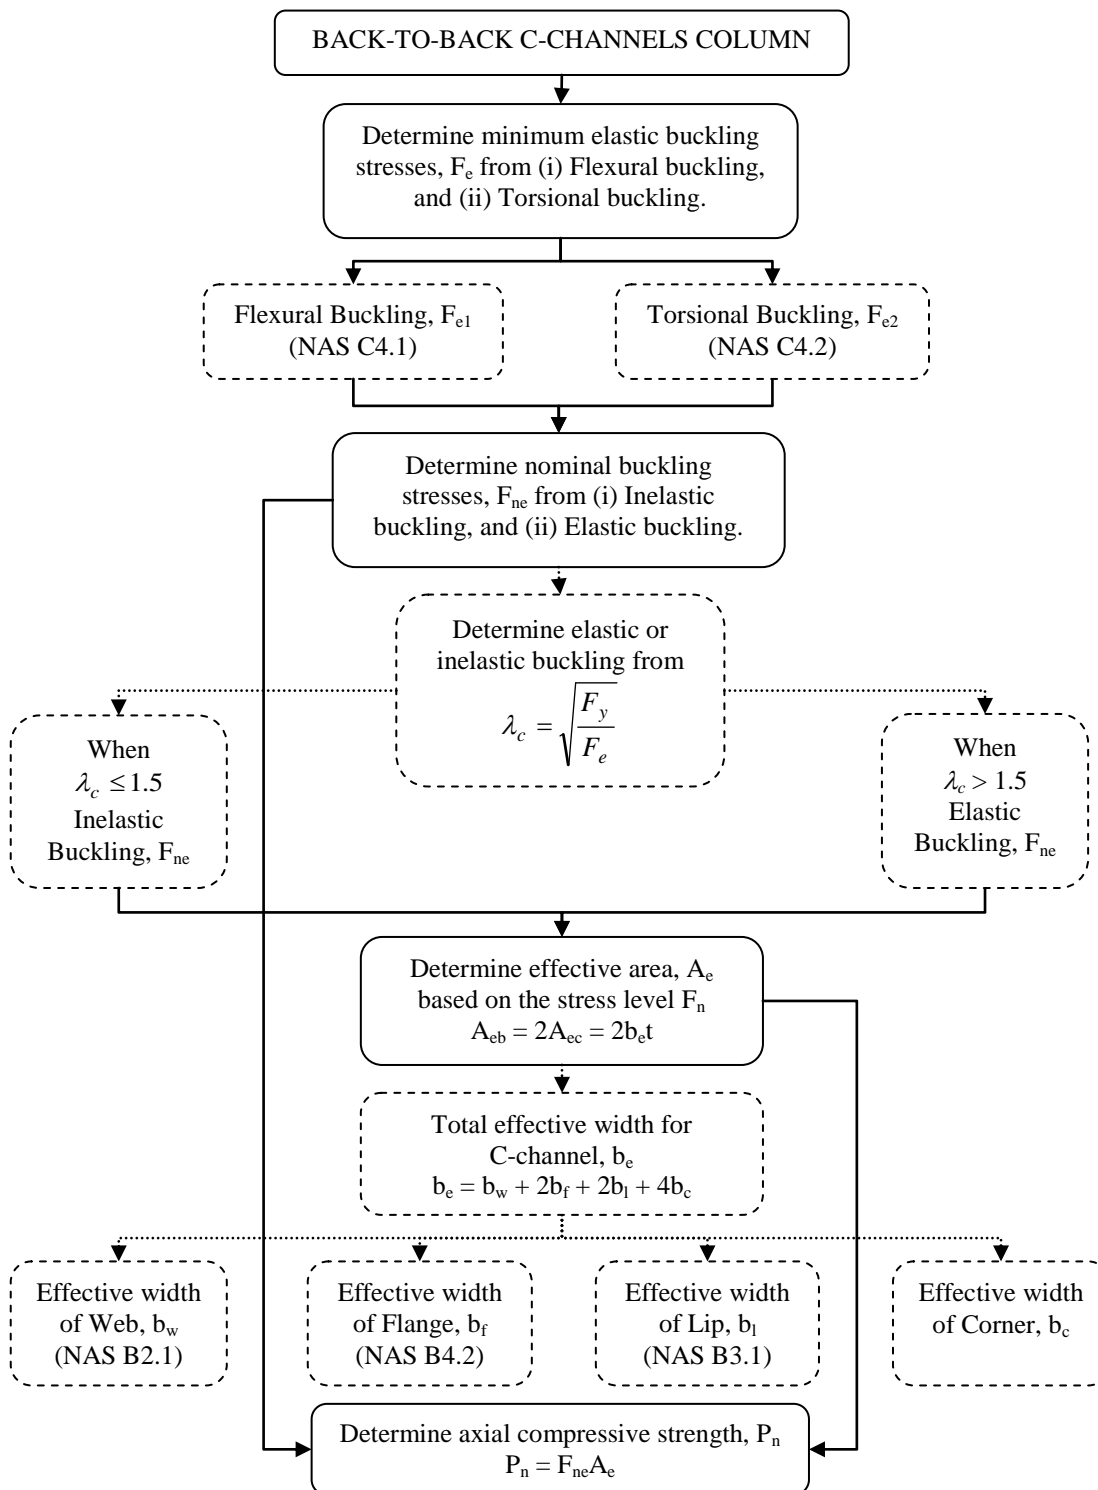 BACK-TO-BACK C-CHANNELS COLUMN
Determine minimum elastic buckling
stresses, Fe from (i) Flexural buckling,
and (ii) Torsional buckling.
Flexural Buckling, Fe1
(NAS C4.1)
Torsional Buckling, Fe2
(NAS C4.2)
Determine nominal buckling
stresses, Fne from (i) Inelastic
buckling, and (ii) Elastic buckling.
Determine elastic or
inelastic buckling from
λc = √(Fy/Fe)
When
λc ≤ 1.5
Inelastic
Buckling, Fne
When
λc > 1.5
Elastic
Buckling, Fne
Determine effective area, Ae
based on the stress level Fn
Aeb = 2Aec = 2bet
Total effective width for
C-channel, be
be = bw + 2bf + 2bl + 4bc
Effective width
of Web, bw
(NAS B2.1)
Effective width
of Flange, bf
(NAS B4.2)
Effective width
of Lip, bl
(NAS B3.1)
Effective width
of Corner, bc
Determine axial compressive strength, Pn
Pn = FneAe